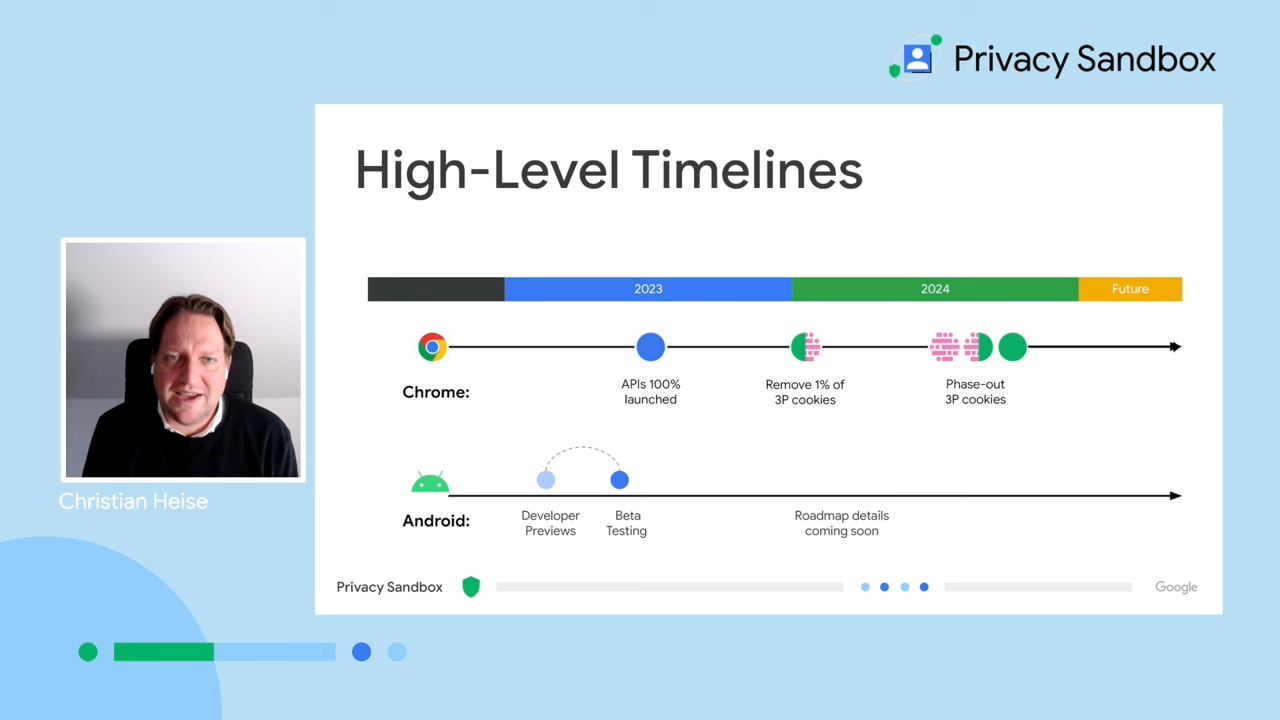 Privacy Sandbox
High-Level Timelines
2023
2024
Future
Chrome:
APIs 100%
launched
Remove 1% of
3P cookies
Phase-out
3P cookies
Christian Heise
Android:
Developer
Previews
Beta
Testing
Roadmap details
coming soon
Privacy Sandbox
Google